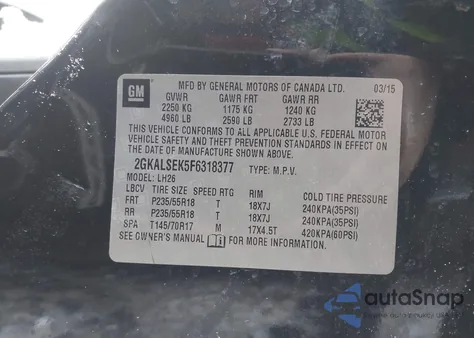 GM
MFD BY GENERAL MOTORS OF CANADA LTD. 03/15
GVWR GAWR FRT GAWR RR
2250 KG 1175 KG 1240 KG
4960 LB 2590 LB 2733 LB
THIS VEHICLE CONFORMS TO ALL APPLICABLE U.S. FEDERAL MOTOR
VEHICLE SAFETY, BUMPER, AND THEFT PREVENTION STANDARDS
IN EFFECT ON THE DATE OF MANUFACTURE SHOWN ABOVE.
2GKALSEK5F6318377 TYPE: M.P.V.
MODEL: LH26
LBCV TIRE SIZE SPEED RTG RIM COLD TIRE PRESSURE
FRT P235/55R18 T 18X7J 240KPA(35PSI)
RR P235/55R18 T 18X7J 240KPA(35PSI)
SPA T145/70R17 M 17X4.5T 420KPA(60PSI)
SEE OWNER'S MANUAL FOR MORE INFORMATION
autoSnap